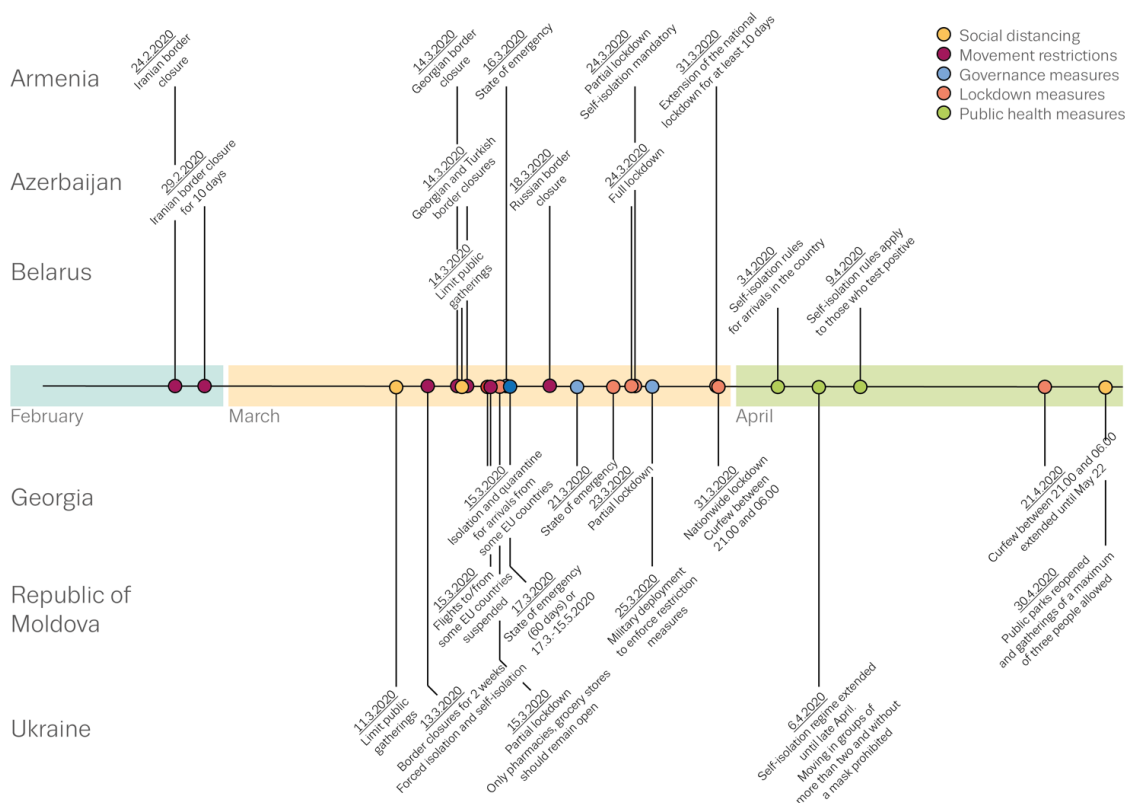 Social distancing
Movement restrictions
Governance measures
Lockdown measures
Public health measures
Armenia
24.2.2020
Iranian border
closure
14.3.2020
Georgian border
closure
16.3.2020
State of emergency
24.3.2020
Partial lockdown
Self-isolation mandatory
31.3.2020
Extension of the national
lockdown for at least 10 days
Azerbaijan
29.2.2020
Iranian border closure
for 10 days
14.3.2020
Georgian and Turkish
border closures
18.3.2020
Russian border
closure
24.3.2020
Full lockdown
Belarus
14.3.2020
Limit public
gatherings
3.4.2020
Self-isolation rules
for arrivals in the country
9.4.2020
Self-isolation rules apply
to those who test positive
February
March
April
Georgia
15.3.2020
Isolation and quarantine
for arrivals from
some EU countries
21.3.2020
State of emergency
23.3.2020
Partial lockdown
31.3.2020
Nationwide lockdown
Curfew between
21.00 and 06.00
21.4.2020
Curfew between 21.00 and 06.00
extended until May 22
Republic of
Moldova
15.3.2020
Flights to/from
some EU countries
suspended
17.3.2020
State of emergency
(60 days) or
17.3.-15.5.2020
25.3.2020
Military deployment
to enforce restriction
measures
30.4.2020
Public parks reopened
and gatherings of a maximum
of three people allowed
Ukraine
11.3.2020
Limit public
gatherings
13.3.2020
Border closures for 2 weeks
Forced isolation and self-isolation
15.3.2020
Partial lockdown
Only pharmacies, grocery stores
should remain open
6.4.2020
Self-isolation regime extended
until late April.
Moving in groups of
more than two and without
a mask prohibited